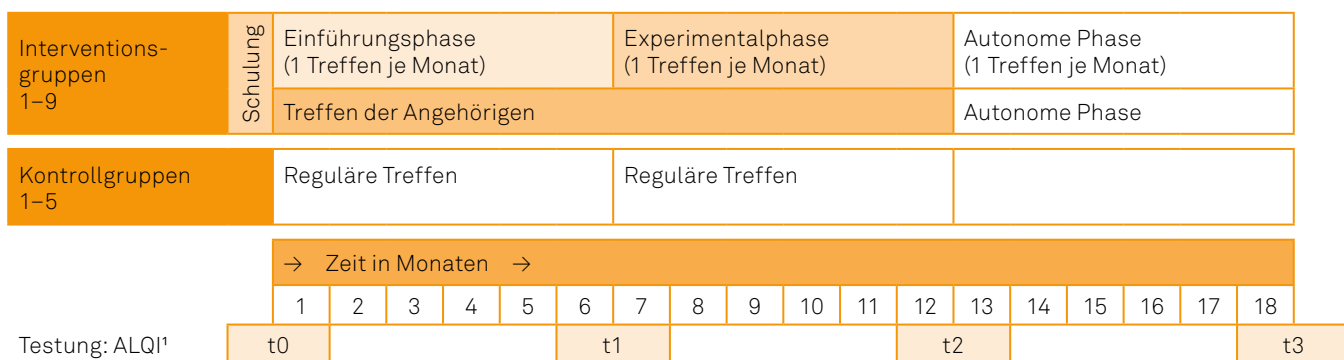 Interventions-
gruppen
1–9
Schulung
Einführungsphase
(1 Treffen je Monat)
Experimentalphase
(1 Treffen je Monat)
Autonome Phase
(1 Treffen je Monat)
Treffen der Angehörigen
Autonome Phase
Kontrollgruppen
1–5
Reguläre Treffen
Reguläre Treffen
→ Zeit in Monaten →
1 2 3 4 5 6 7 8 9 10 11 12 13 14 15 16 17 18
Testung: ALQI¹ t0 t1 t2 t3